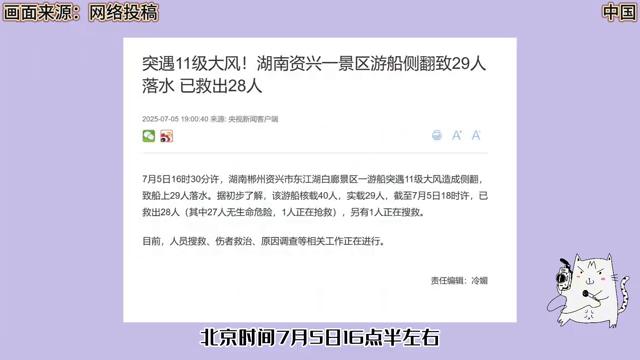 画面来源：网络投稿
中国
突遇11级大风！湖南资兴一景区游船侧翻致29人
落水 已救出28人
2025-07-05 19:00:40 来源: 央视新闻客户端
7月5日16时30分许，湖南郴州资兴市东江湖白廊景区一游船突遇11级大风造成侧翻，
致船上29人落水。据初步了解，该游船核载40人，实载29人，截至7月5日18时许，已
救出28人（其中27人无生命危险，1人正在抢救），另有1人正在搜救。
目前，人员搜救、伤者救治、原因调查等相关工作正在进行。
责任编辑：冷媚
北京时间7月5日16点半左右